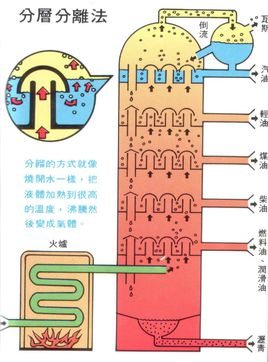 分層分離法
倒流
瓦斯
汽油
輕油
煤油
柴油
燃料油、潤滑油
瀝青
分餾的方式就像
燒開水一樣，把
液體加熱到很高
的溫度，沸騰然
後變成氣體。
火爐